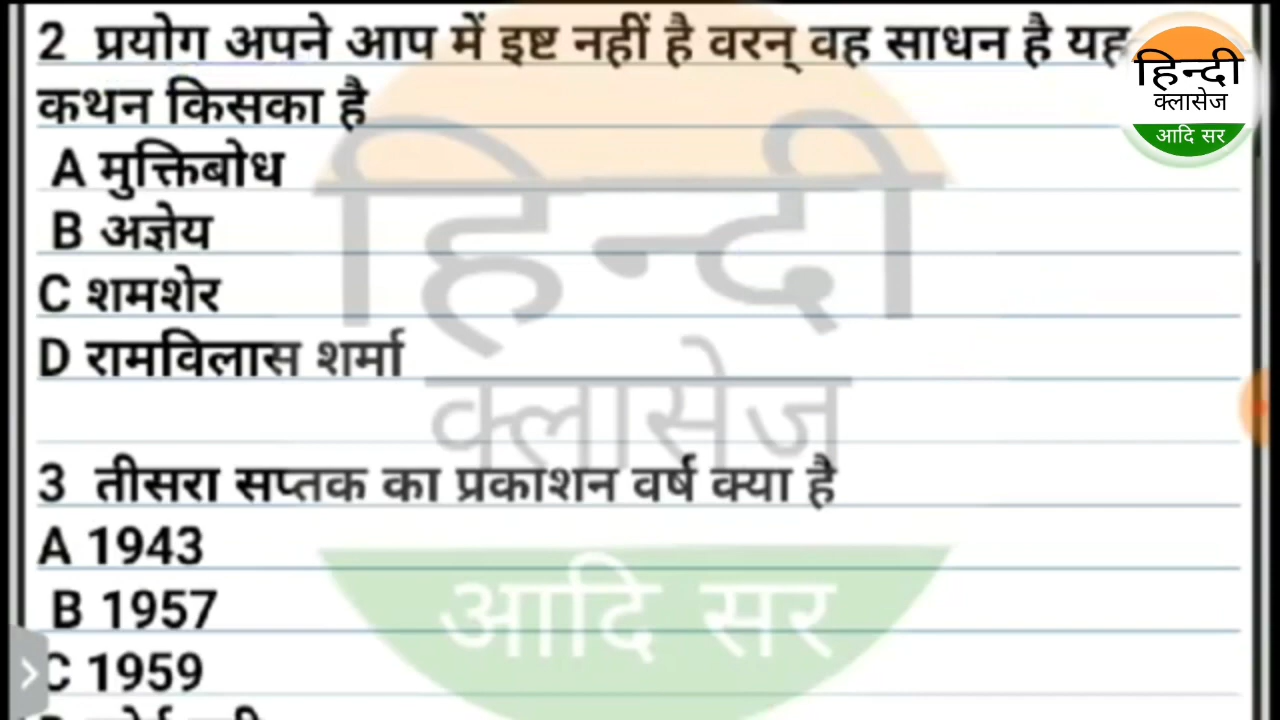 2 प्रयोग अपने आप में इष्ट नहीं है वरन् वह साधन है यह
कथन किसका है
A मुक्तिबोध
B अज्ञेय
C शमशेर
D रामविलास शर्मा
3 तीसरा सप्तक का प्रकाशन वर्ष क्या है
A 1943
B 1957
C 1959
हिन्दी
क्लासेज
आदि सर
हिन्दी
क्लासेज
आदि सर